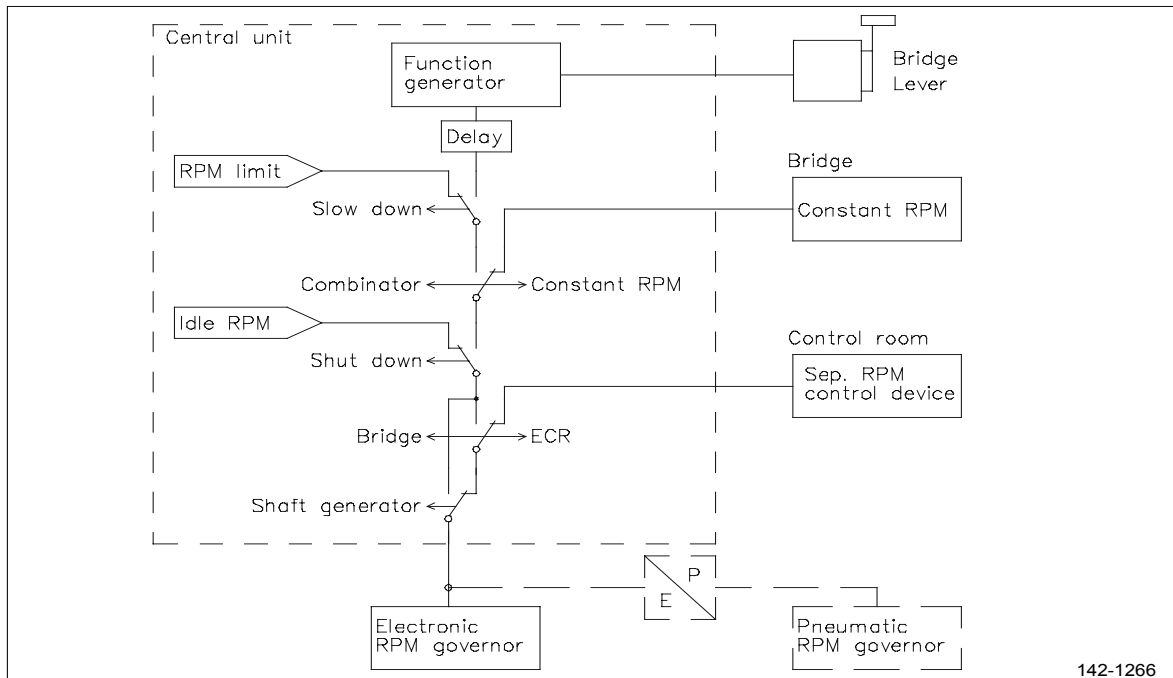 Central unit
Function
generator
Bridge
Lever
Delay
RPM limit
Bridge
Slow down
Constant RPM
Combinator
Constant RPM
Idle RPM
Control room
Shut down
Sep. RPM
control device
Bridge
ECR
Shaft generator
P
E
Electronic
RPM governor
Pneumatic
RPM governor
142-1266